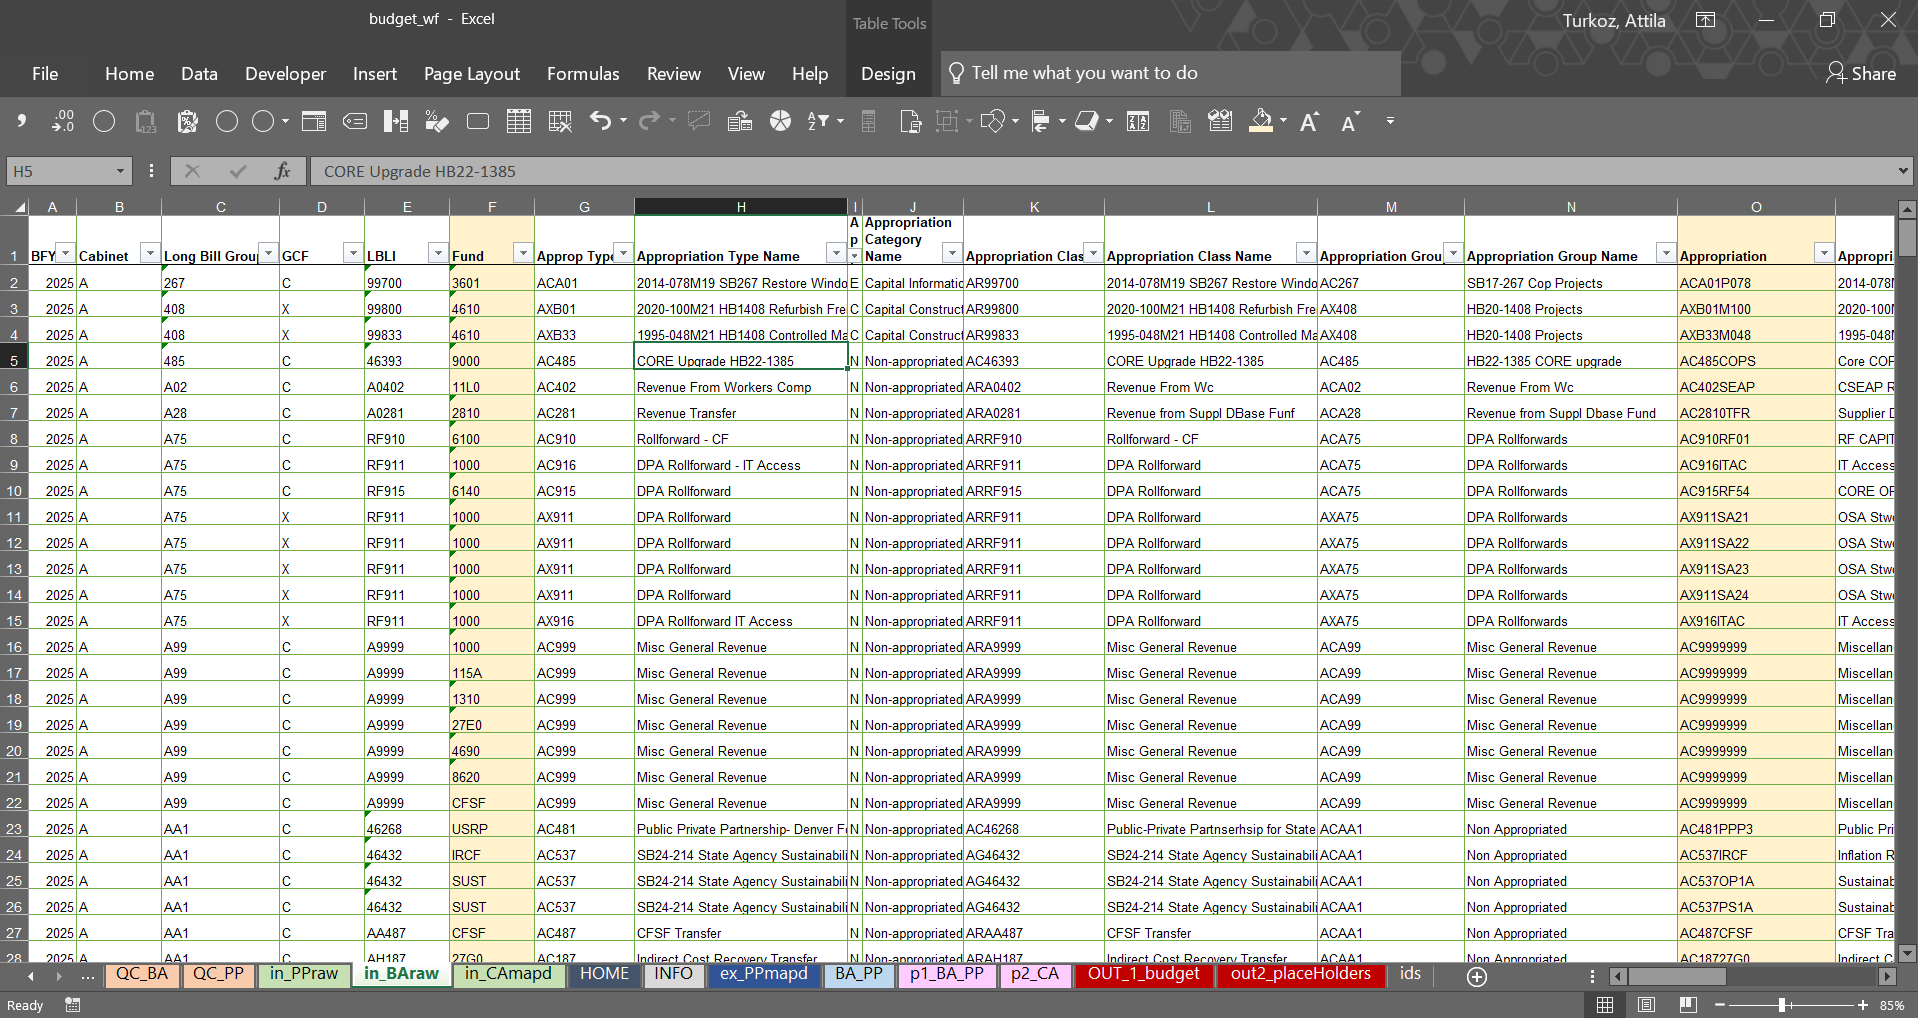 budget_wf - Excel
Table Tools
Turkoz, Attila
File Home Data Developer Insert Page Layout Formulas Review View Help Design Tell me what you want to do Share
H5 fx CORE Upgrade HB22-1385
A B C D E F G H I J K L M N O
1 BFY Cabinet Long Bill Grou GCF LBLI Fund Approp Type Appropriation Type Name Ap Appropriation Category Name Appropriation Clas Appropriation Class Name Appropriation Grou Appropriation Group Name Appropriation Appropri
2 2025 A 267 C 99700 3601 ACA01 2014-078M19 SB267 Restore Windo E Capital Informatic AR99700 2014-078M19 SB267 Restore Windo AC267 SB17-267 Cop Projects ACA01P078 2014-078M
3 2025 A 408 X 99800 4610 AXB01 2020-100M21 HB1408 Refurbish Fre C Capital Construct AR99800 2020-100M21 HB1408 Refurbish Fre AX408 HB20-1408 Projects AXB01M100 2020-100M
4 2025 A 408 X 99833 4610 AXB33 1995-048M21 HB1408 Controlled Ma C Capital Construct AR99833 1995-048M21 HB1408 Controlled Ma AX408 HB20-1408 Projects AXB33M048 1995-048M
5 2025 A 485 C 46393 9000 AC485 CORE Upgrade HB22-1385 N Non-appropriated AC46393 CORE Upgrade HB22-1385 AC485 HB22-1385 CORE upgrade AC485COPS Core COP
6 2025 A A02 C A0402 11L0 AC402 Revenue From Workers Comp N Non-appropriated ARA0402 Revenue From Wc ACA02 Revenue From Wc AC402SEAP CSEAP R
7 2025 A A28 C A0281 2810 AC281 Revenue Transfer N Non-appropriated ARA0281 Revenue from Suppl DBase Funf ACA28 Revenue from Suppl Dbase Fund AC2810TFR Supplier D
8 2025 A A75 C RF910 6100 AC910 Rollforward - CF N Non-appropriated ARRF910 Rollforward - CF ACA75 DPA Rollforwards AC910RF01 RF CAPIT
9 2025 A A75 C RF911 1000 AC916 DPA Rollforward - IT Access N Non-appropriated ARRF911 DPA Rollforward ACA75 DPA Rollforwards AC916ITAC IT Access
10 2025 A A75 C RF915 6140 AC915 DPA Rollforward N Non-appropriated ARRF915 DPA Rollforward ACA75 DPA Rollforwards AC915RF54 CORE OP
11 2025 A A75 X RF911 1000 AX911 DPA Rollforward N Non-appropriated ARRF911 DPA Rollforward AXA75 DPA Rollforwards AX911SA21 OSA Stwe
12 2025 A A75 X RF911 1000 AX911 DPA Rollforward N Non-appropriated ARRF911 DPA Rollforward AXA75 DPA Rollforwards AX911SA22 OSA Stwe
13 2025 A A75 X RF911 1000 AX911 DPA Rollforward N Non-appropriated ARRF911 DPA Rollforward AXA75 DPA Rollforwards AX911SA23 OSA Stwe
14 2025 A A75 X RF911 1000 AX911 DPA Rollforward N Non-appropriated ARRF911 DPA Rollforward AXA75 DPA Rollforwards AX911SA24 OSA Stwe
15 2025 A A75 X RF911 1000 AX916 DPA Rollforward IT Access N Non-appropriated ARRF911 DPA Rollforward AXA75 DPA Rollforwards AX916ITAC IT Access
16 2025 A A99 C A9999 1000 AC999 Misc General Revenue N Non-appropriated ARA9999 Misc General Revenue ACA99 Misc General Revenue AC9999999 Miscellan
17 2025 A A99 C A9999 115A AC999 Misc General Revenue N Non-appropriated ARA9999 Misc General Revenue ACA99 Misc General Revenue AC9999999 Miscellan
18 2025 A A99 C A9999 1310 AC999 Misc General Revenue N Non-appropriated ARA9999 Misc General Revenue ACA99 Misc General Revenue AC9999999 Miscellan
19 2025 A A99 C A9999 27E0 AC999 Misc General Revenue N Non-appropriated ARA9999 Misc General Revenue ACA99 Misc General Revenue AC9999999 Miscellan
20 2025 A A99 C A9999 4690 AC999 Misc General Revenue N Non-appropriated ARA9999 Misc General Revenue ACA99 Misc General Revenue AC9999999 Miscellan
21 2025 A A99 C A9999 8620 AC999 Misc General Revenue N Non-appropriated ARA9999 Misc General Revenue ACA99 Misc General Revenue AC9999999 Miscellan
22 2025 A A99 C A9999 CFSF AC999 Misc General Revenue N Non-appropriated ARA9999 Misc General Revenue ACA99 Misc General Revenue AC9999999 Miscellan
23 2025 A AA1 C 46268 USRP AC481 Public Private Partnership- Denver Fe N Non-appropriated AC46268 Public-Private Partnserhsip for State ACAA1 Non Appropriated AC481PPP3 Public Pri
24 2025 A AA1 C 46432 IRCF AC537 SB24-214 State Agency Sustainabili N Non-appropriated AG46432 SB24-214 State Agency Sustainabili ACAA1 Non Appropriated AC537IRCF Inflation R
25 2025 A AA1 C 46432 SUST AC537 SB24-214 State Agency Sustainabili N Non-appropriated AG46432 SB24-214 State Agency Sustainabili ACAA1 Non Appropriated AC537OP1A Sustainab
26 2025 A AA1 C 46432 SUST AC537 SB24-214 State Agency Sustainabili N Non-appropriated AG46432 SB24-214 State Agency Sustainabili ACAA1 Non Appropriated AC537PS1A Sustainab
27 2025 A AA1 C AA487 CFSF AC487 CFSF Transfer N Non-appropriated ARAA487 CFSF Transfer ACAA1 Non Appropriated AC487CFSF CFSF Tra
28 2025 A AA1 C AH187 27G0 AC187 Indirect Cost Recovery Transfer N Non-appropriated ARAH187 Indirect Cost Recovery Transfer ACAA1 Non Appropriated AC18727G0 Indirect C
... QC_BA QC_PP in_PPraw in_BAraw in_CAmapd HOME INFO ex_PPmapd BA_PP p1_BA_PP p2_CA OUT_1_budget out2_placeHolders ids
Ready 85%